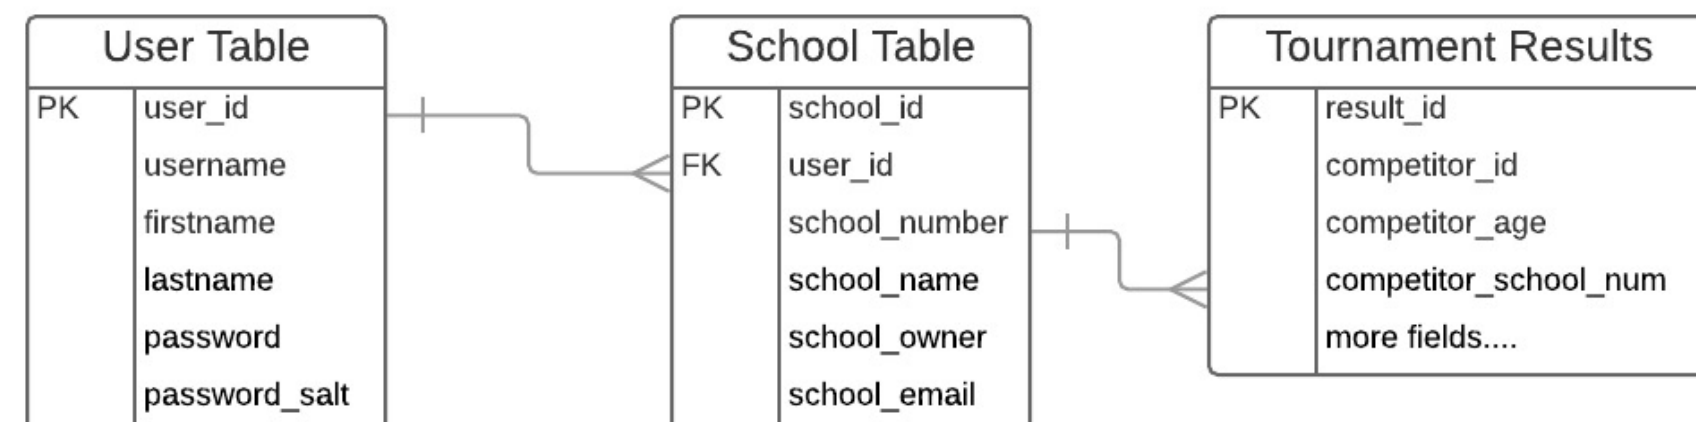 User Table
PK user_id
username
firstname
lastname
password
password_salt
School Table
PK school_id
FK user_id
school_number
school_name
school_owner
school_email
Tournament Results
PK result_id
competitor_id
competitor_age
competitor_school_num
more fields....